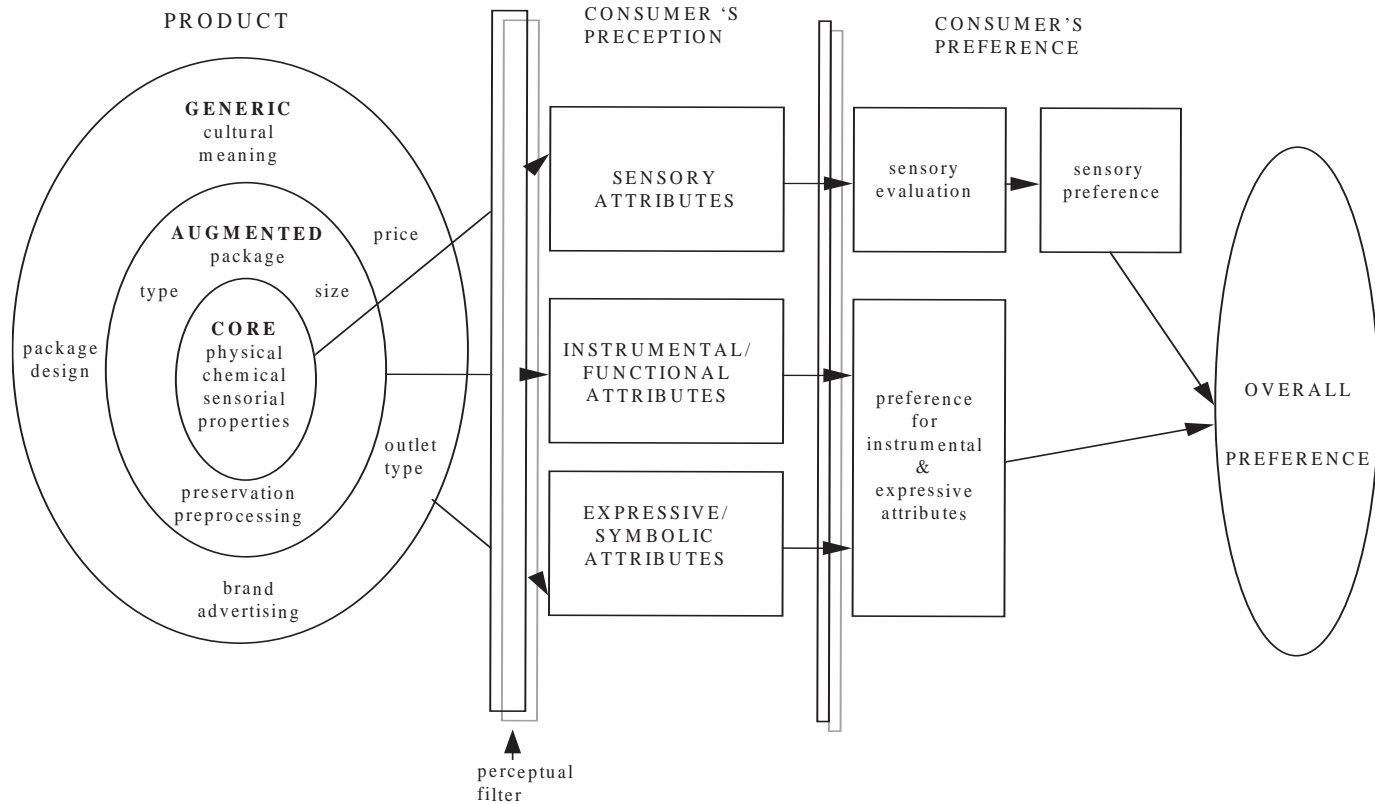 PRODUCT
GENERIC
cultural
meaning
AUGMENTED
package
price
type
size
CORE
physical
chemical
sensorial
properties
package
design
outlet
type
preservation
preprocessing
brand
advertising
perceptual
filter
CONSUMER ‘S
PRECEPTION
SENSORY
ATTRIBUTES
INSTRUMENTAL/
FUNCTIONAL
ATTRIBUTES
EXPRESSIVE/
SYMBOLIC
ATTRIBUTES
CONSUMER’S
PREFERENCE
sensory
evaluation
sensory
preference
preference
for
instrumental
&
expressive
attributes
OVERALL
PREFERENCE